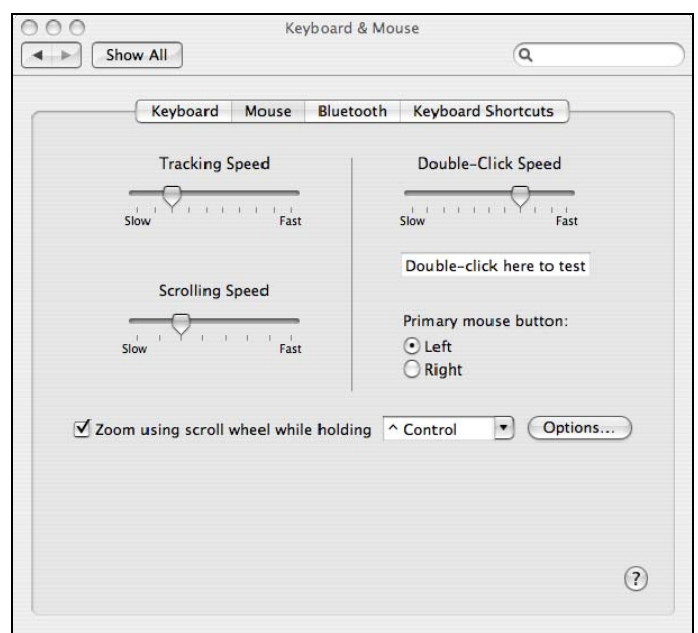 Keyboard & Mouse
Show All
Keyboard Mouse Bluetooth Keyboard Shortcuts
Tracking Speed
Slow Fast
Double-Click Speed
Slow Fast
Double-click here to test
Scrolling Speed
Slow Fast
Primary mouse button:
Left
Right
Zoom using scroll wheel while holding ^ Control Options...
?